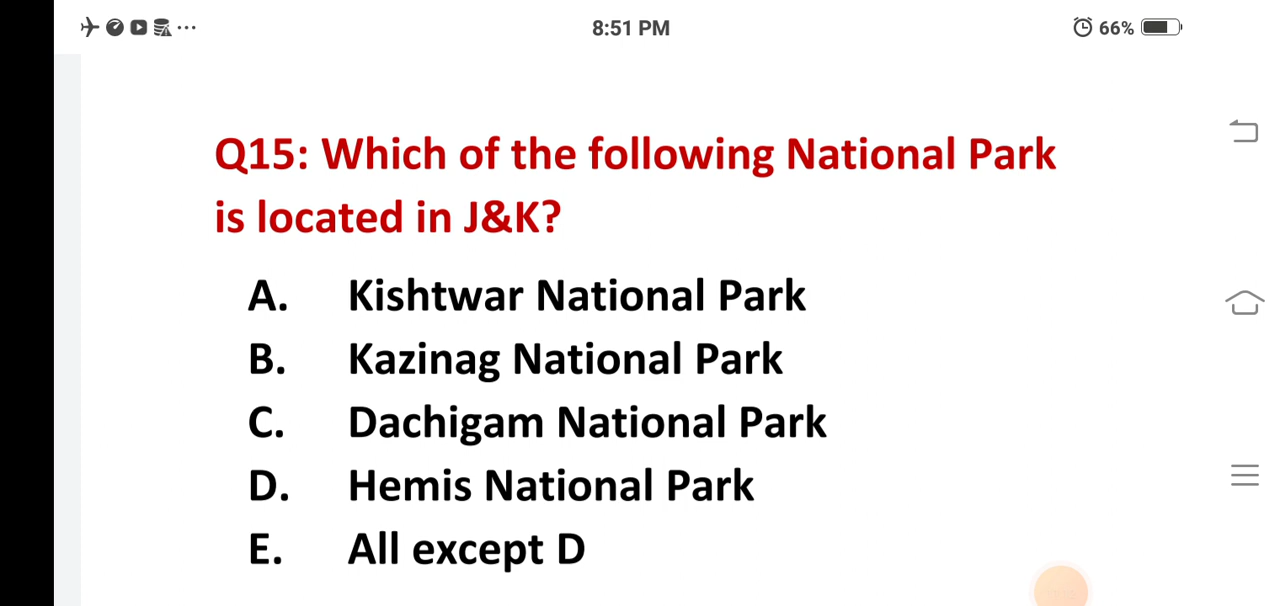 8:51 PM
66%
Q15: Which of the following National Park
is located in J&K?
A. Kishtwar National Park
B. Kazinag National Park
C. Dachigam National Park
D. Hemis National Park
E. All except D